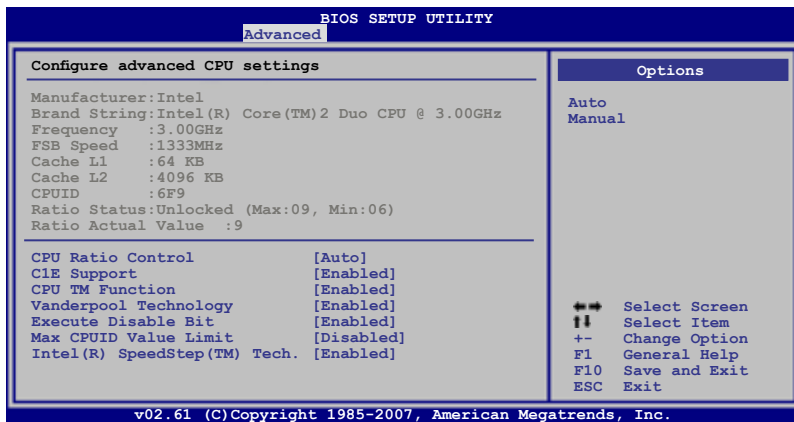 BIOS SETUP UTILITY
Advanced
Configure advanced CPU settings
Manufacturer:Intel
Brand String:Intel(R) Core(TM)2 Duo CPU @ 3.00GHz
Frequency :3.00GHz
FSB Speed :1333MHz
Cache L1 :64 KB
Cache L2 :4096 KB
CPUID :6F9
Ratio Status:Unlocked (Max:09, Min:06)
Ratio Actual Value :9
CPU Ratio Control [Auto]
C1E Support [Enabled]
CPU TM Function [Enabled]
Vanderpool Technology [Enabled]
Execute Disable Bit [Enabled]
Max CPUID Value Limit [Disabled]
Intel(R) SpeedStep(TM) Tech. [Enabled]
Options
Auto
Manual
←→ Select Screen
↑↓ Select Item
+- Change Option
F1 General Help
F10 Save and Exit
ESC Exit
v02.61 (C)Copyright 1985-2007, American Megatrends, Inc.